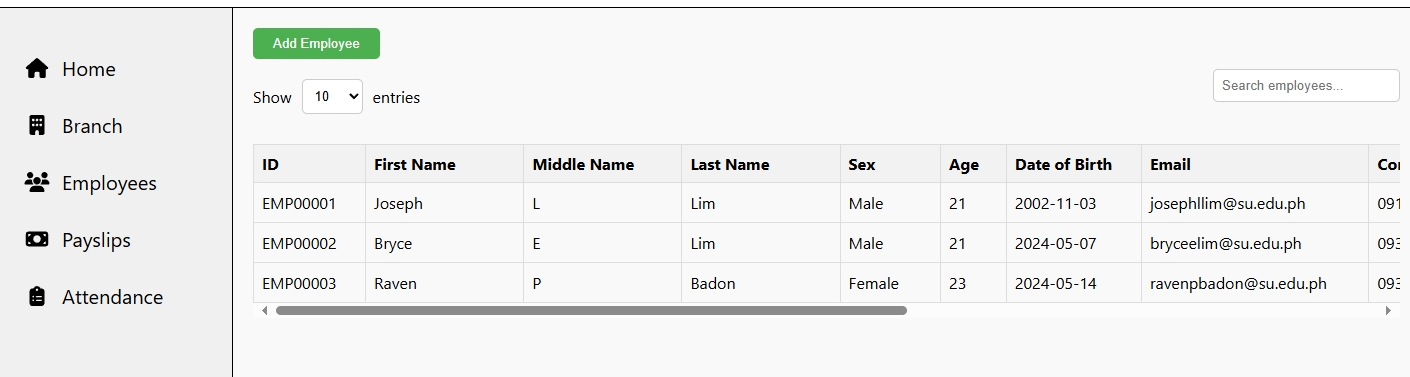 Home
Branch
Employees
Payslips
Attendance
Add Employee
Show 10 entries
Search employees...
ID First Name Middle Name Last Name Sex Age Date of Birth Email
EMP00001 Joseph L Lim Male 21 2002-11-03 josephllim@su.edu.ph 091
EMP00002 Bryce E Lim Male 21 2024-05-07 bryceelim@su.edu.ph 093
EMP00003 Raven P Badon Female 23 2024-05-14 ravenpbadon@su.edu.ph 093